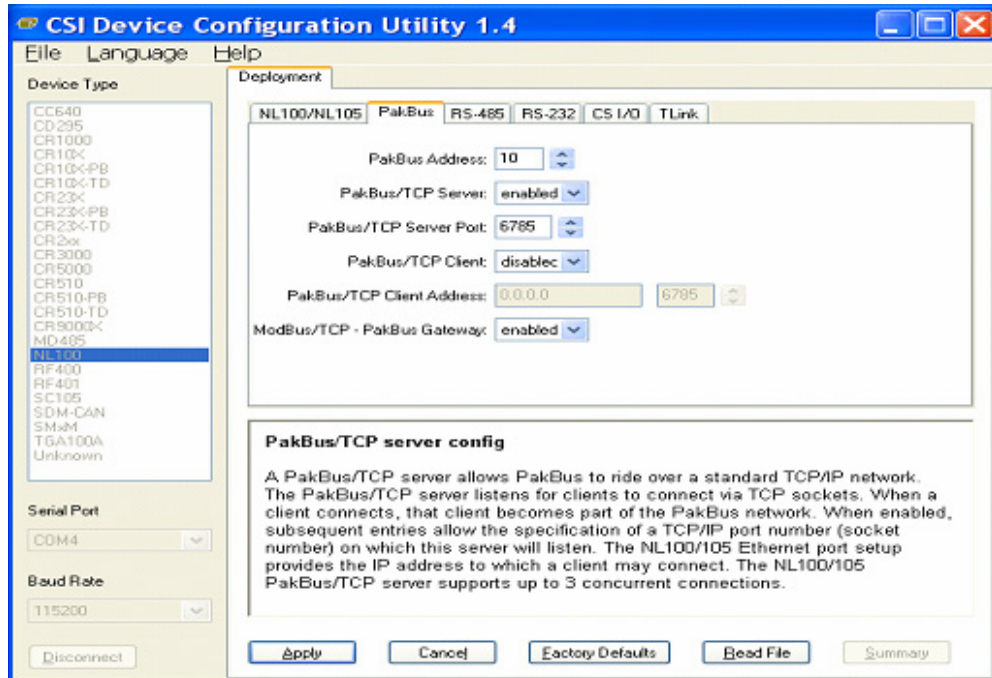 CSI Device Configuration Utility 1.4
File Language Help
Device Type
CC640
CD295
CR1000
CR10X
CR10X-PB
CR10X-TD
CR23X
CR23X-PB
CR23X-TD
CR2xx
CR3000
CR5000
CR510
CR510-PB
CR510-TD
CR9000X
MD485
NL100
RF400
RF401
SC105
SDM-CAN
SMxM
TGA100A
Unknown
Serial Port
COM4
Baud Rate
115200
Disconnect
Deployment
NL100/NL105 PakBus RS-485 RS-232 CS I/O TLink
PakBus Address: 10
PakBus/TCP Server: enabled
PakBus/TCP Server Port: 6785
PakBus/TCP Client: disablec
PakBus/TCP Client Address: 0.0.0.0 6785
ModBus/TCP - PakBus Gateway: enabled
PakBus/TCP server config
A PakBus/TCP server allows PakBus to ride over a standard TCP/IP network.
The PakBus/TCP server listens for clients to connect via TCP sockets. When a
client connects, that client becomes part of the PakBus network. When enabled,
subsequent entries allow the specification of a TCP/IP port number (socket
number) on which this server will listen. The NL100/105 Ethernet port setup
provides the IP address to which a client may connect. The NL100/105
PakBus/TCP server supports up to 3 concurrent connections.
Apply Cancel Factory Defaults Read File Summary